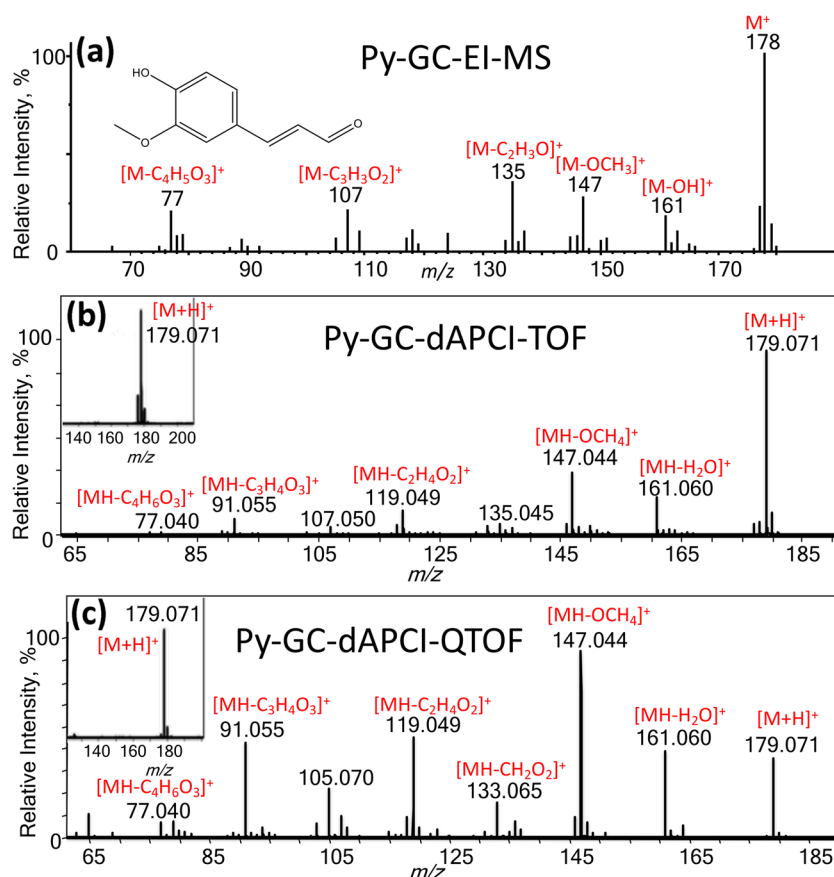 (a) Py-GC-EI-MS
M⁺
178
HO
O
O
[M-C₄H₅O₃]⁺
77
[M-C₃H₃O₂]⁺
107
[M-C₂H₃O]⁺
135
[M-OCH₃]⁺
147
[M-OH]⁺
161
Relative Intensity, %
100
0
70 90 110 130 150 170
m/z
(b) Py-GC-dAPCI-TOF
[M+H]⁺
179.071
140 160 180 200
m/z
[M+H]⁺
179.071
[MH-C₄H₆O₃]⁺
77.040
[MH-C₃H₄O₃]⁺
91.055
107.050
[MH-C₂H₄O₂]⁺
119.049
135.045
[MH-OCH₄]⁺
147.044
[MH-H₂O]⁺
161.060
Relative Intensity, %
100
0
65 85 105 125 145 165 185
m/z
(c) Py-GC-dAPCI-QTOF
179.071
[M+H]⁺
140 160 180
m/z
[MH-C₄H₆O₃]⁺
77.040
[MH-C₃H₄O₃]⁺
91.055
105.070
[MH-C₂H₄O₂]⁺
119.049
[MH-CH₂O₂]⁺
133.065
[MH-OCH₄]⁺
147.044
[MH-H₂O]⁺
161.060
[M+H]⁺
179.071
Relative Intensity, %
100
0
65 85 105 125 145 165 185
m/z